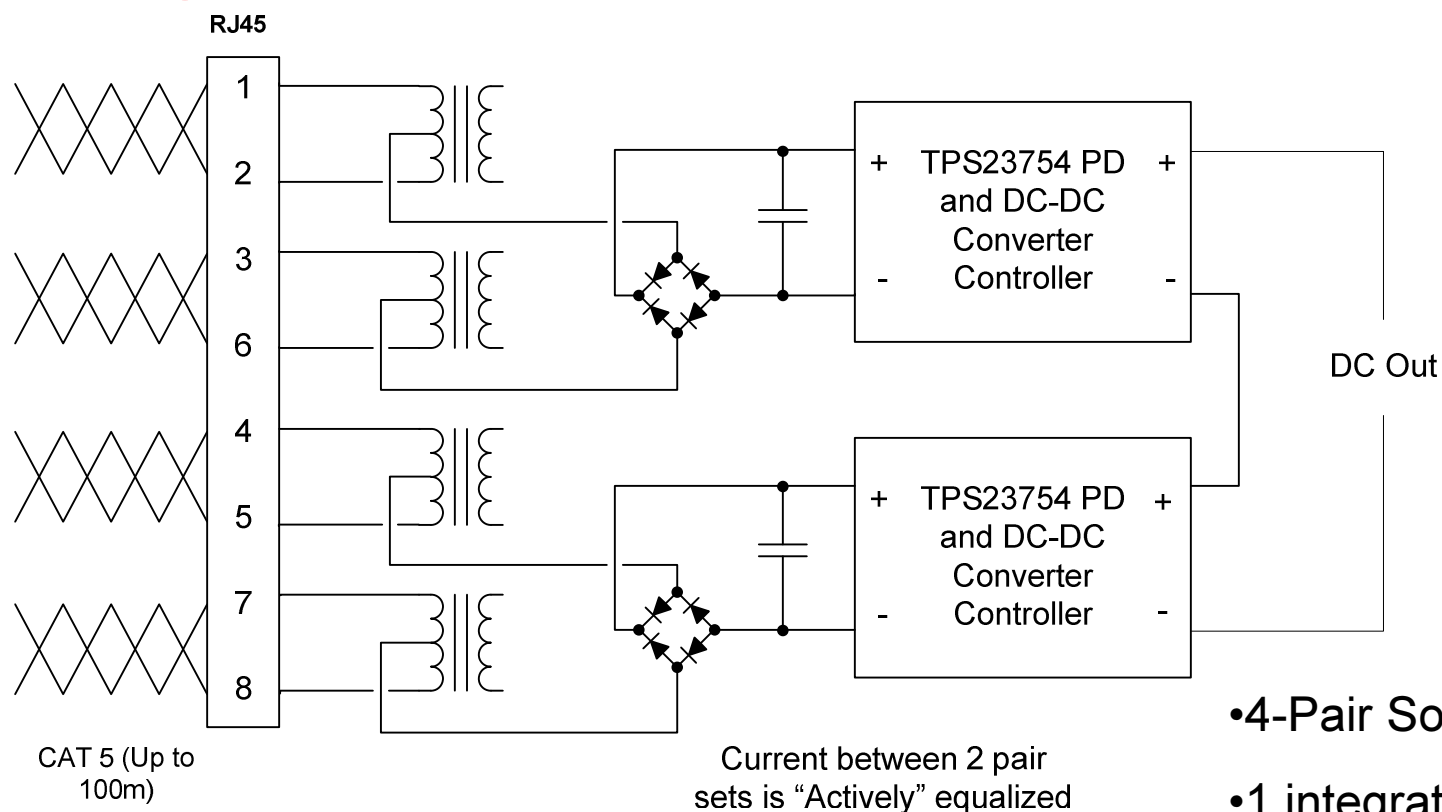 RJ45
1
2
3
6
4
5
7
8
CAT 5 (Up to
100m)
+ TPS23754 PD +
and DC-DC
Converter
- Controller -
DC Out
+ TPS23754 PD +
and DC-DC
Converter
- Controller -
Current between 2 pair
sets is “Actively” equalized
•4-Pair So
•1 integrat